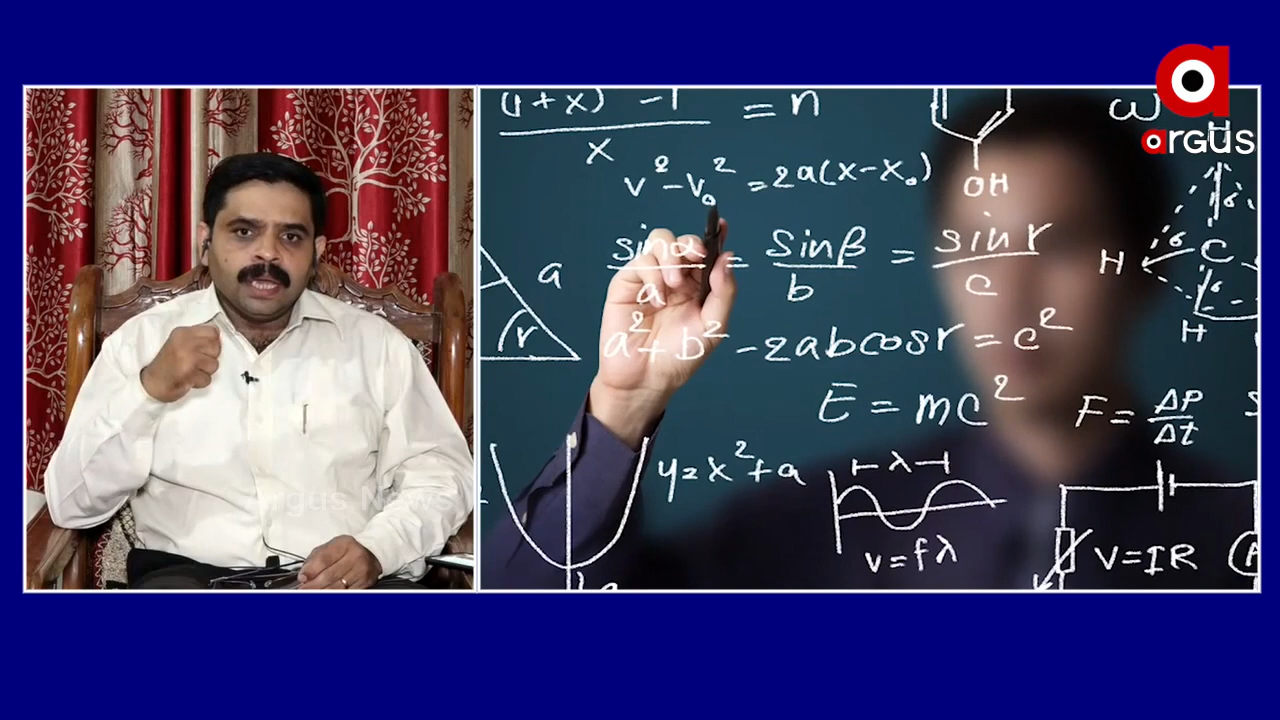 argus
(1+x) -1
x
= n
ω
H
v² - v₀² = 2a(x-x₀)
OH
a
sinα
a
=
sinβ
b
=
sin r
c
H
C
H
r
a² + b² - 2abcosr = c²
E = mc²
F = ΔP
Δt
y = x² + a
λ
v = fλ
V = IR
Argus News